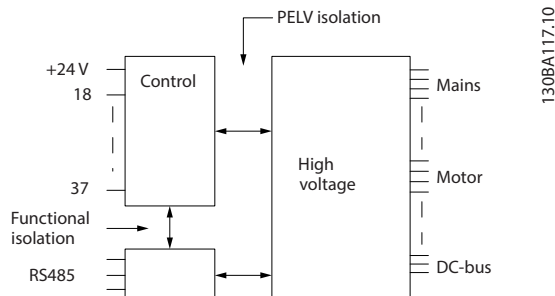 PELV isolation
130BA117.10
+24 V
Control
Mains
18
High
voltage
Motor
37
Functional
isolation
DC-bus
RS485